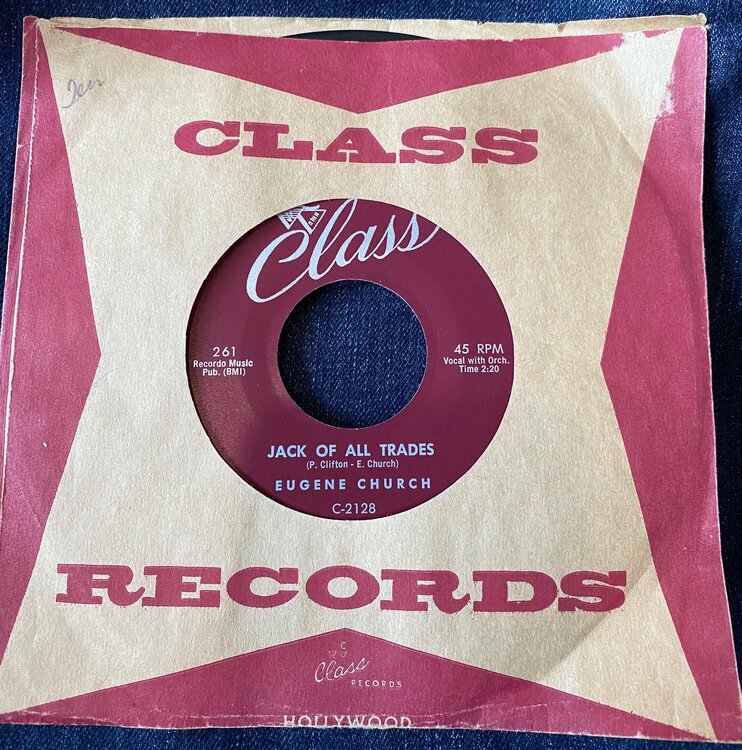 CLASS
Class
261
Recordo Music
Pub. (BMI)
45 RPM
Vocal with Orch.
Time 2:20
JACK OF ALL TRADES
(P. Clifton - E. Church)
EUGENE CHURCH
C-2128
RECORDS
Class
RECORDS
HOLLYWOOD